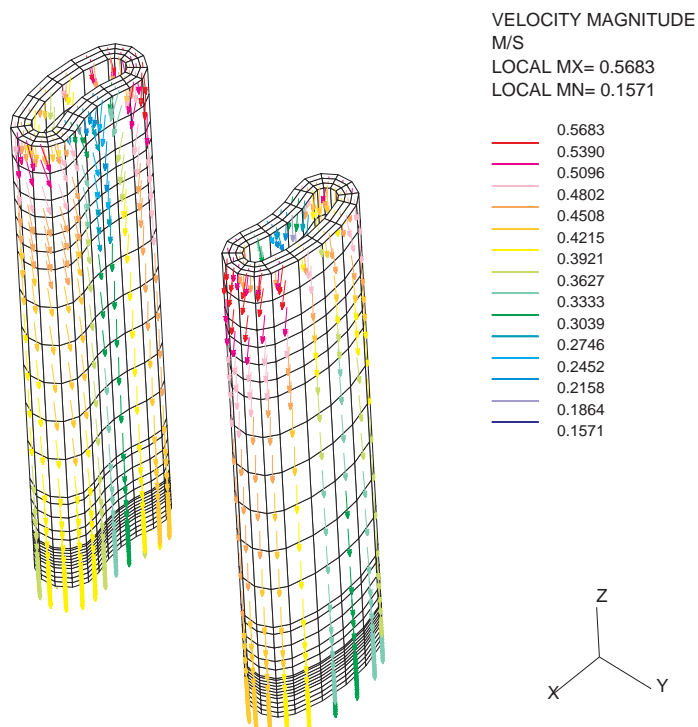 VELOCITY MAGNITUDE
M/S
LOCAL MX= 0.5683
LOCAL MN= 0.1571
0.5683
0.5390
0.5096
0.4802
0.4508
0.4215
0.3921
0.3627
0.3333
0.3039
0.2746
0.2452
0.2158
0.1864
0.1571
Z
X
Y